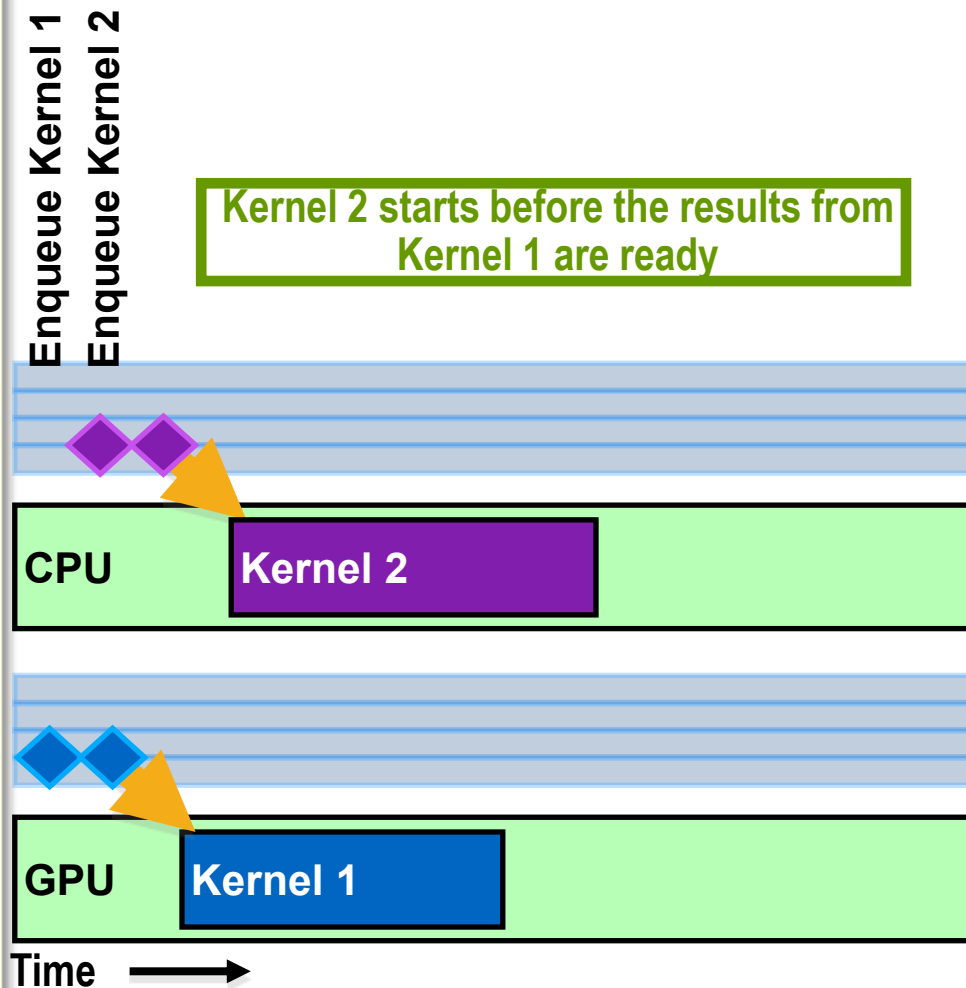 Enqueue Kernel 1
Enqueue Kernel 2
Kernel 2 starts before the results from
Kernel 1 are ready
CPU
Kernel 2
GPU
Kernel 1
Time